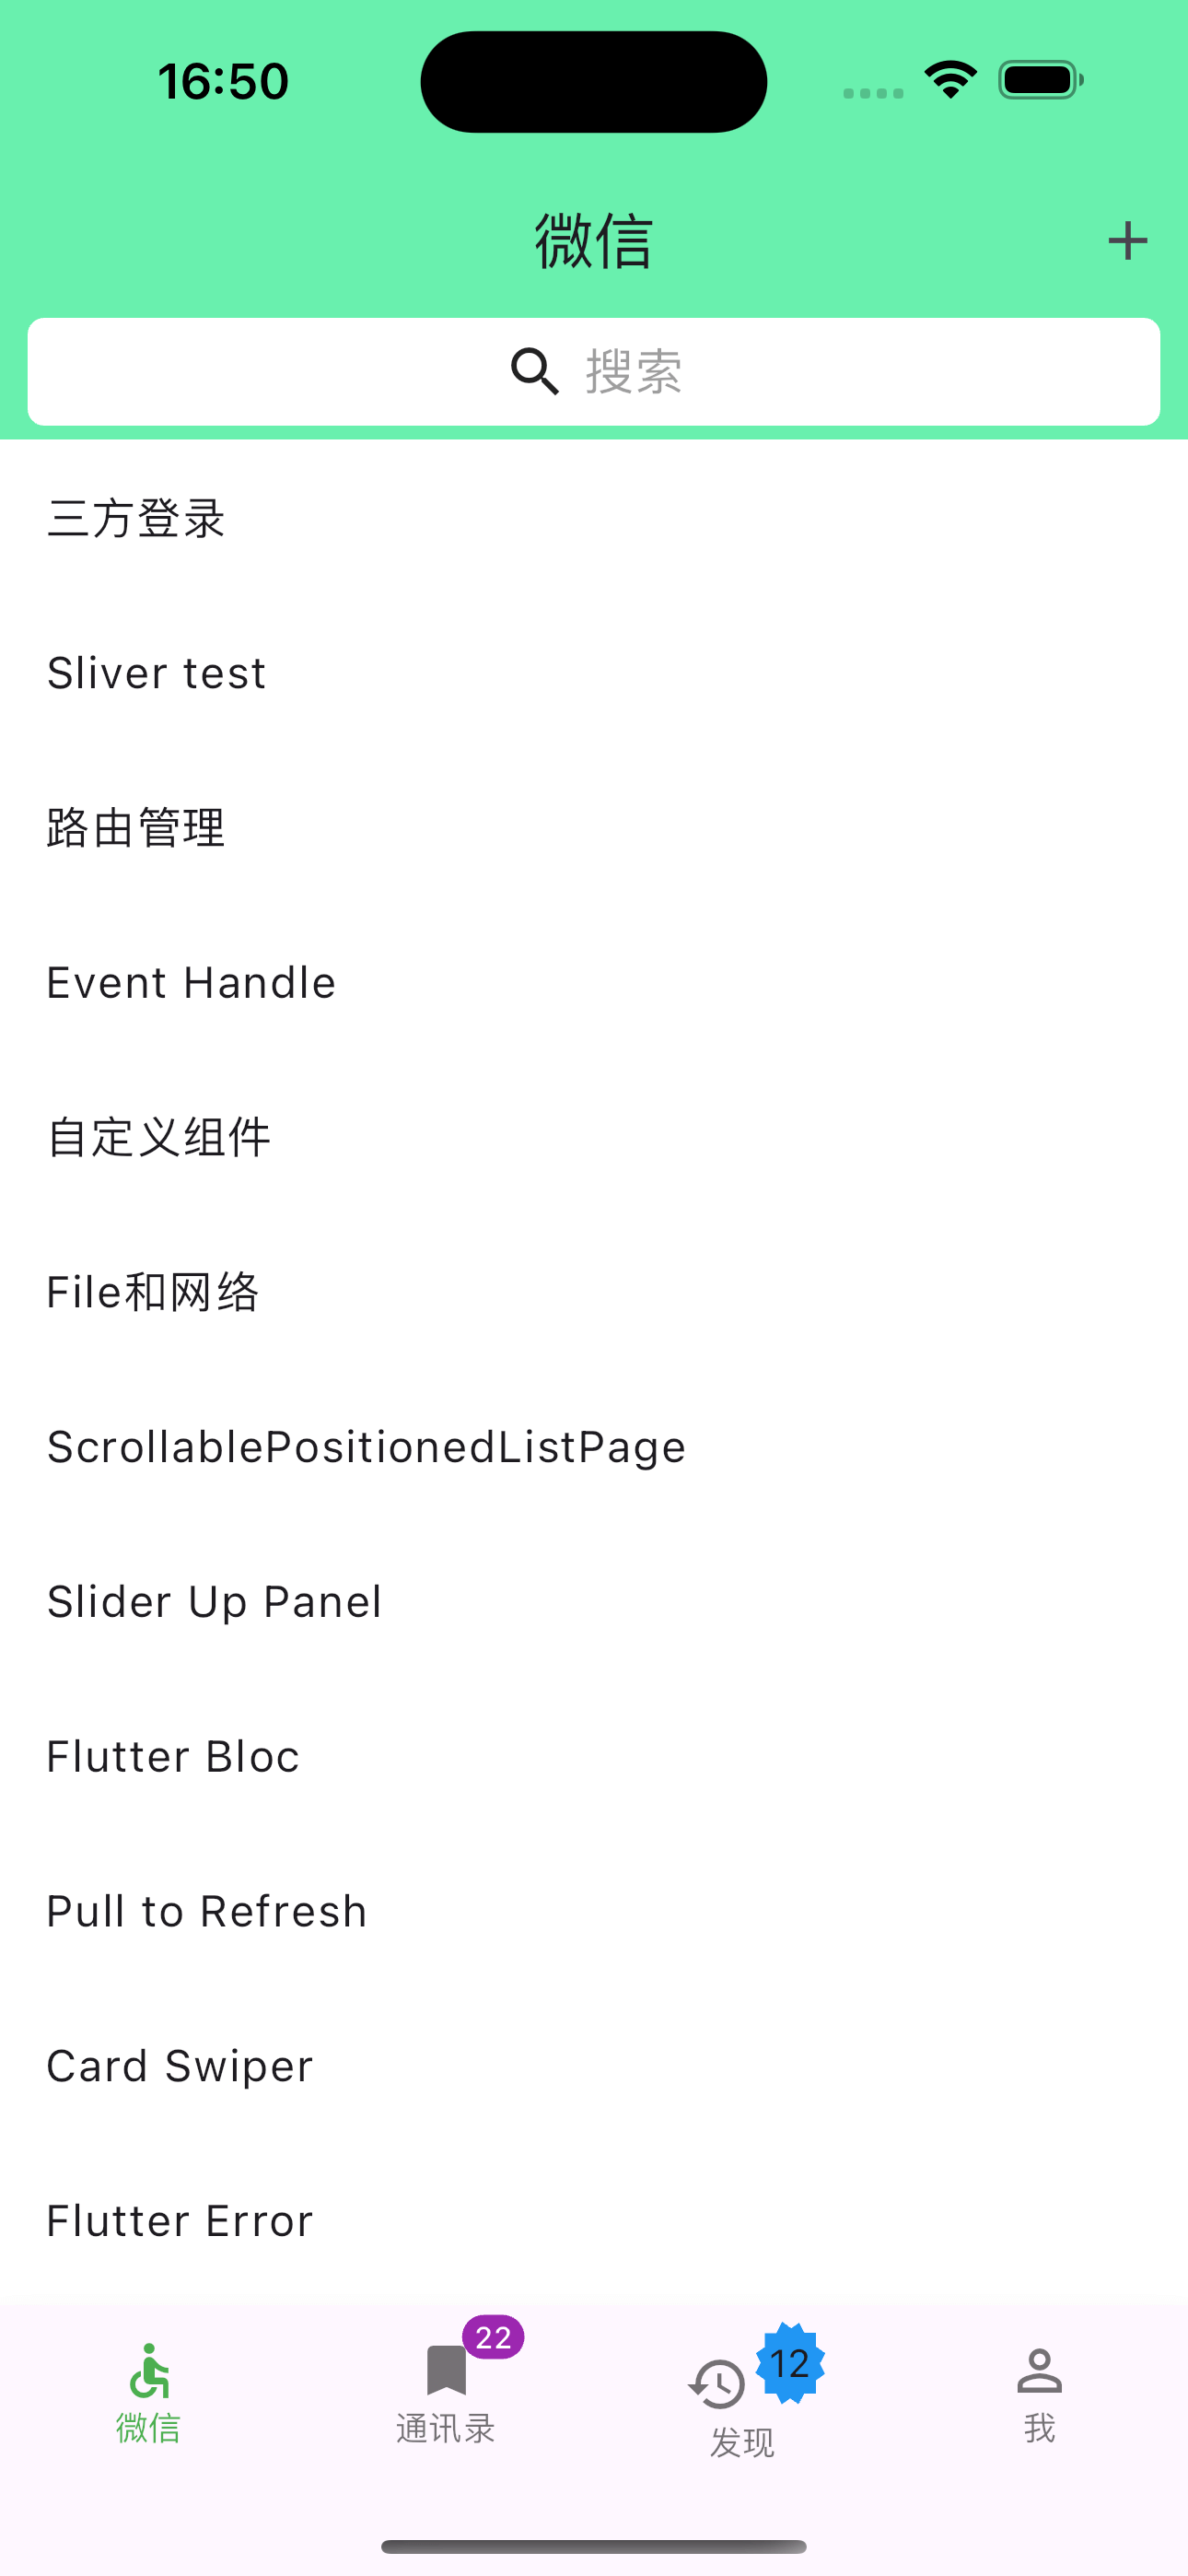 16:50
微信
搜索
三方登录
Sliver test
路由管理
Event Handle
自定义组件
File和网络
ScrollablePositionedListPage
Slider Up Panel
Flutter Bloc
Pull to Refresh
Card Swiper
Flutter Error
22
12
微信
通讯录
发现
我